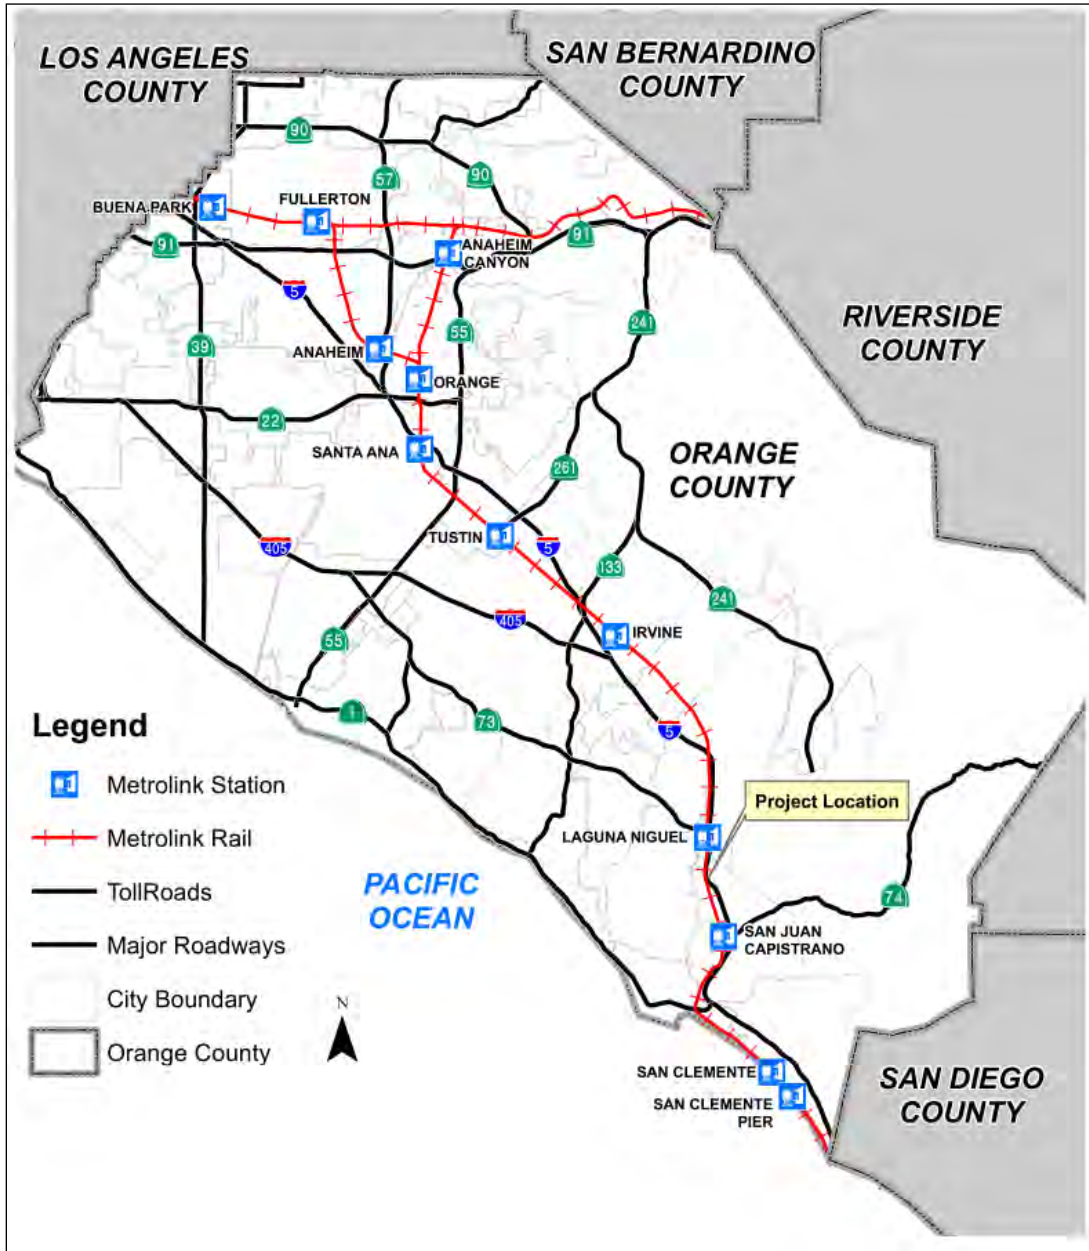 LOS ANGELES
COUNTY
SAN BERNARDINO
COUNTY
90
57
90
BUENA PARK
FULLERTON
91
ANAHEIM
CANYON
91
5
RIVERSIDE
COUNTY
39
55
241
ANAHEIM
ORANGE
22
SANTA ANA
ORANGE
COUNTY
261
TUSTIN
405
5
133
241
405
IRVINE
55
1
73
5
Legend
Metrolink Station
Metrolink Rail
TollRoads
Major Roadways
City Boundary
Orange County
N
Project Location
LAGUNA NIGUEL
PACIFIC
OCEAN
74
SAN JUAN
CAPISTRANO
SAN CLEMENTE
SAN CLEMENTE
PIER
SAN DIEGO
COUNTY